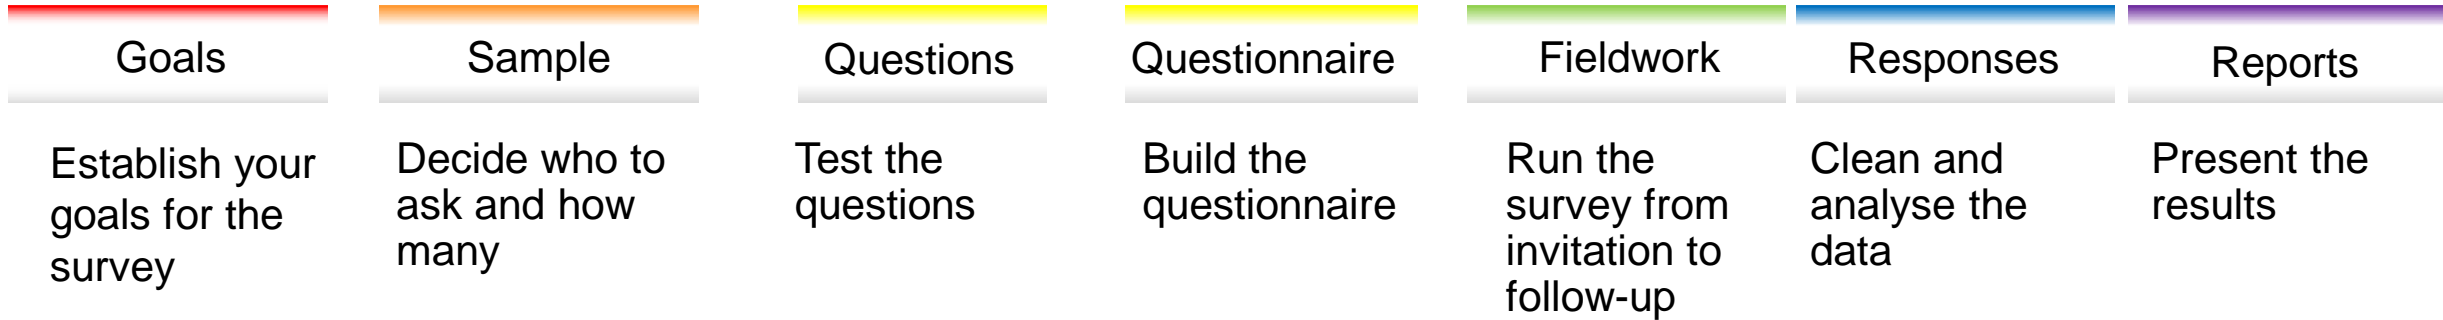 Goals
Establish your
goals for the
survey
Sample
Decide who to
ask and how
many
Questions
Test the
questions
Questionnaire
Build the
questionnaire
Fieldwork
Run the
survey from
invitation to
follow-up
Responses
Clean and
analyse the
data
Reports
Present the
results